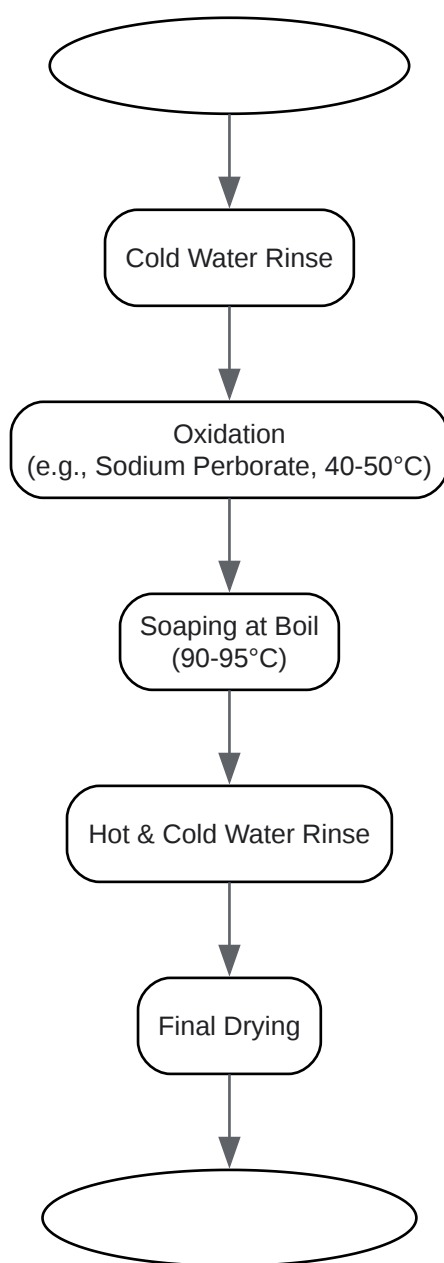 Cold Water Rinse
Oxidation
(e.g., Sodium Perborate, 40-50°C)
Soaping at Boil
(90-95°C)
Hot & Cold Water Rinse
Final Drying